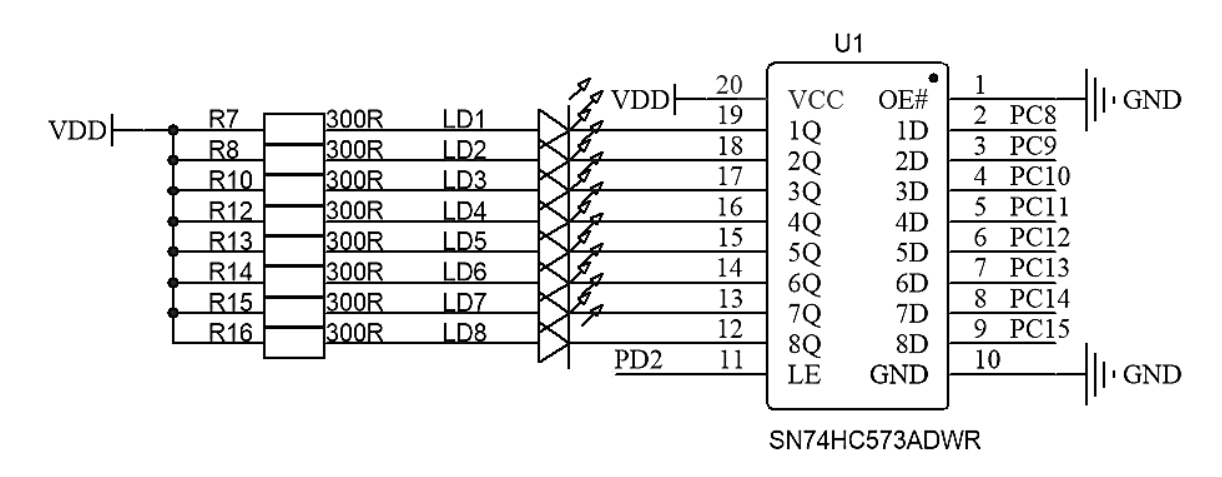 U1
VDD 20 VCC OE# 1 GND
VDD R7 300R LD1 19 1Q 1D 2 PC8
R8 300R LD2 18 2Q 2D 3 PC9
R10 300R LD3 17 3Q 3D 4 PC10
R12 300R LD4 16 4Q 4D 5 PC11
R13 300R LD5 15 5Q 5D 6 PC12
R14 300R LD6 14 6Q 6D 7 PC13
R15 300R LD7 13 7Q 7D 8 PC14
R16 300R LD8 12 8Q 8D 9 PC15
PD2 11 LE GND 10 GND
SN74HC573ADWR